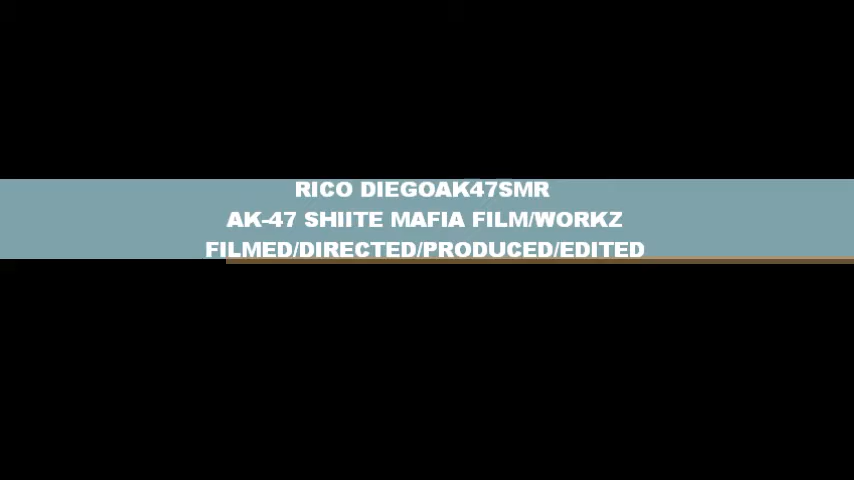 RICO DIEGOAK47SMR
AK-47 SHIITE MAFIA FILM/WORKZ
FILMED/DIRECTED/PRODUCED/EDITED